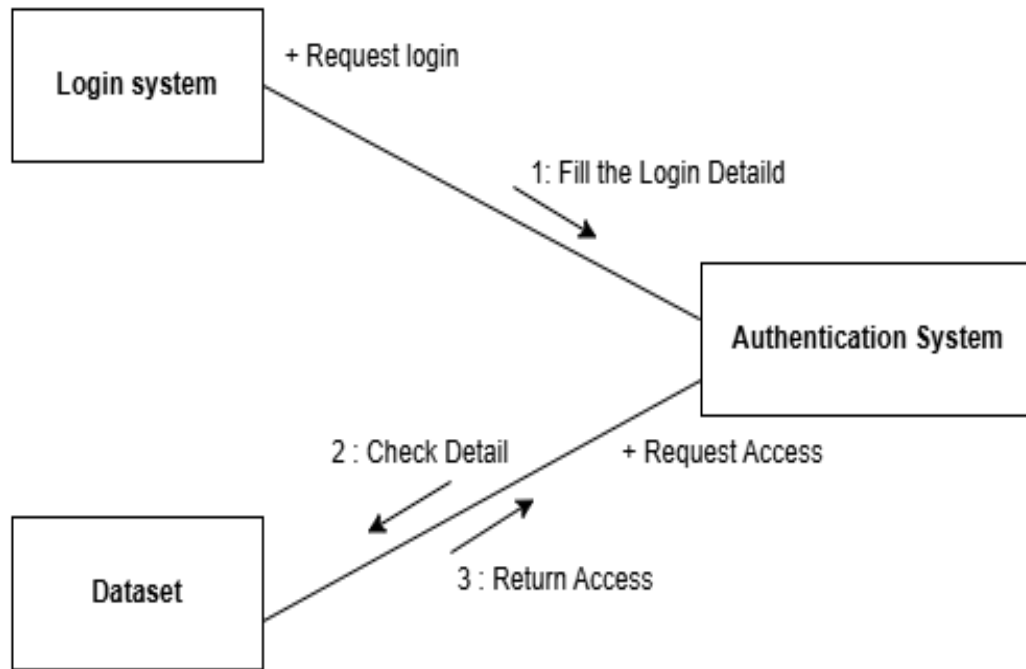 Login system
+ Request login
1: Fill the Login Detaild
Authentication System
2 : Check Detail
+ Request Access
3 : Return Access
Dataset